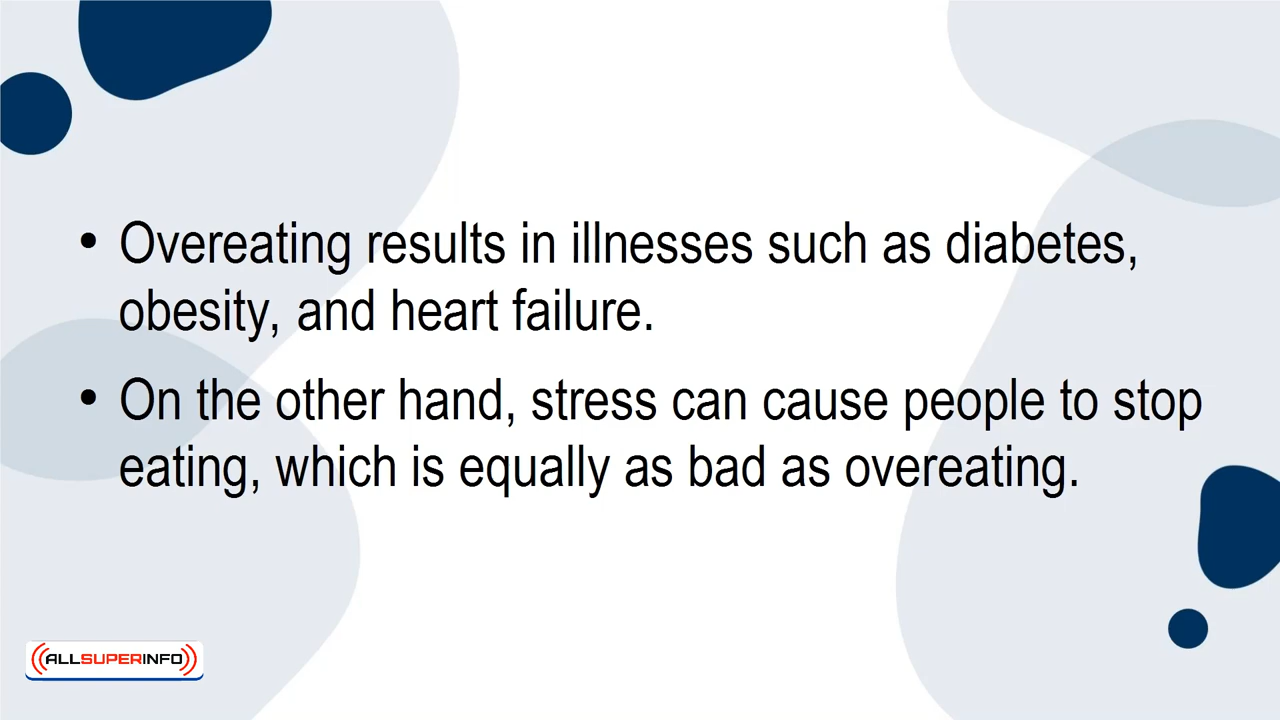 • Overeating results in illnesses such as diabetes,
obesity, and heart failure.
• On the other hand, stress can cause people to stop
eating, which is equally as bad as overeating.
ALLSUPERINFO